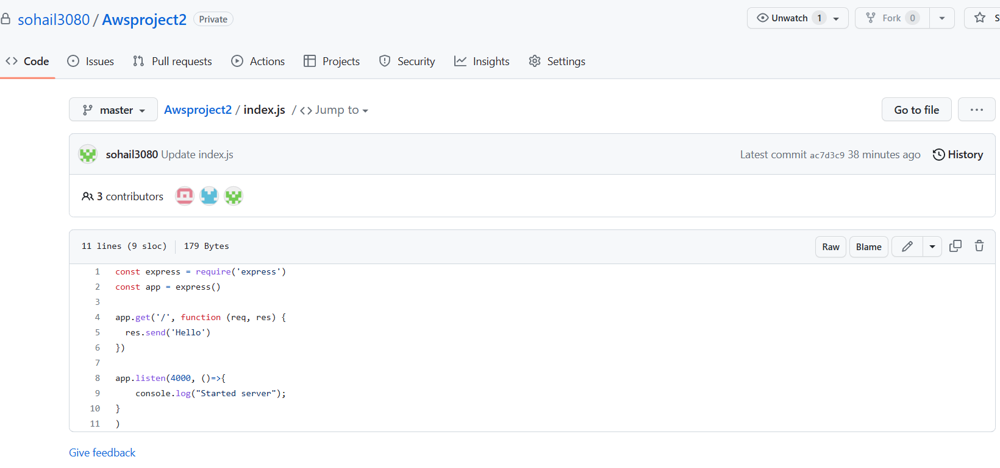 sohail3080 / Awsproject2 Private Unwatch 1 Fork 0 S
Code Issues Pull requests Actions Projects Security Insights Settings
master Awsproject2 / index.js / <> Jump to Go to file ...
sohail3080 Update index.js Latest commit ac7d3c9 38 minutes ago History
3 contributors
11 lines (9 sloc) 179 Bytes Raw Blame
1 const express = require('express')
2 const app = express()
3
4 app.get('/', function (req, res) {
5   res.send('Hello')
6 })
7
8 app.listen(4000, ()=>{
9     console.log("Started server");
10 }
11 )
Give feedback